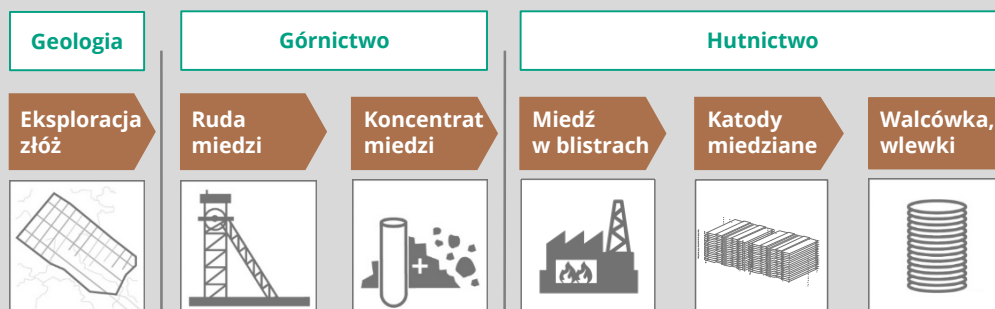 Geologia
Górnictwo
Hutnictwo
Eksploracja
złóż
Ruda
miedzi
Koncentrat
miedzi
Miedź
w blistrach
Katody
miedziane
Walcówka,
wlewki